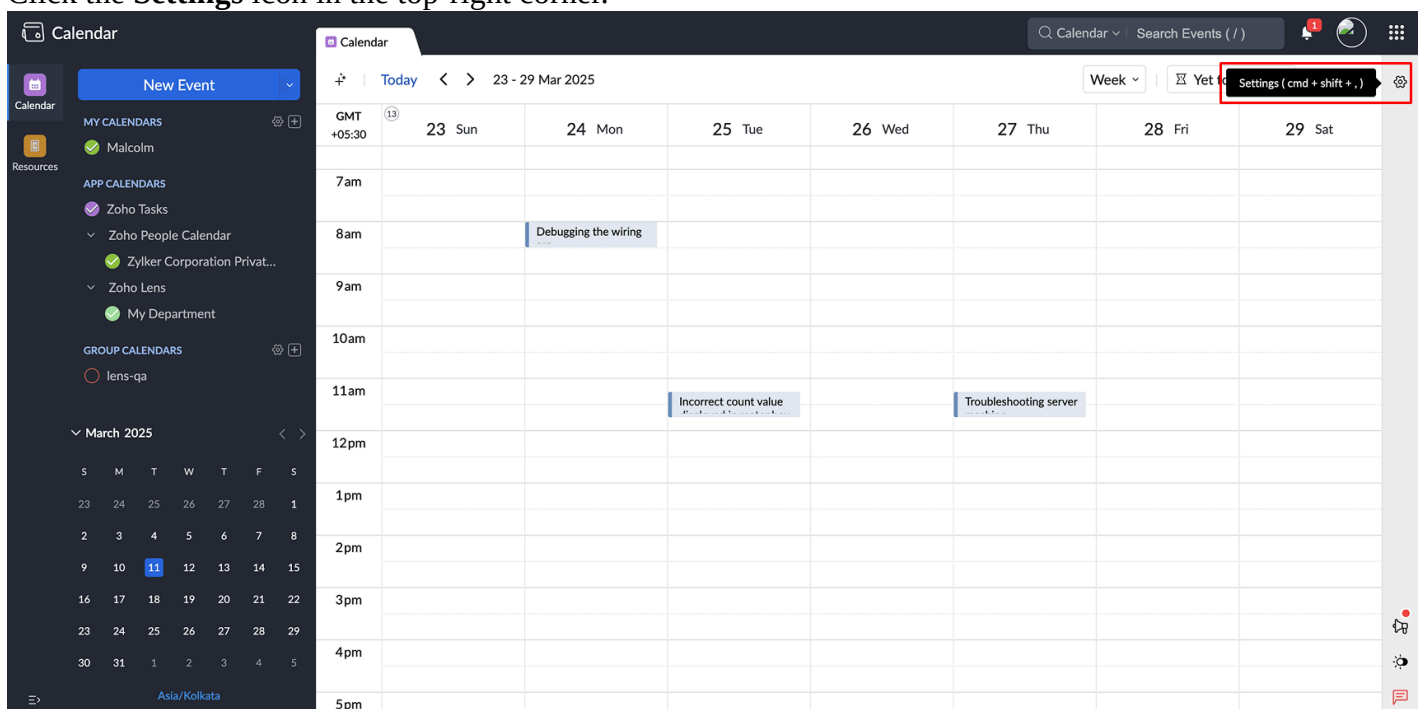 Click the Settings icon in the top-right corner.
Calendar
Calendar
Calendar
Search Events ( / )
1
Calendar
Resources
New Event
MY CALENDARS
Malcolm
APP CALENDARS
Zoho Tasks
Zoho People Calendar
Zylker Corporation Privat...
Zoho Lens
My Department
GROUP CALENDARS
lens-qa
March 2025
S M T W T F S
23 24 25 26 27 28 1
2 3 4 5 6 7 8
9 10 11 12 13 14 15
16 17 18 19 20 21 22
23 24 25 26 27 28 29
30 31 1 2 3 4 5
Asia/Kolkata
Today
23 - 29 Mar 2025
Week
Yet
Settings ( cmd + shift + , )
GMT
+05:30
13
23 Sun
24 Mon
25 Tue
26 Wed
27 Thu
28 Fri
29 Sat
7am
8am
Debugging the wiring
9am
10am
11am
Incorrect count value
Troubleshooting server
12pm
1pm
2pm
3pm
4pm
5pm